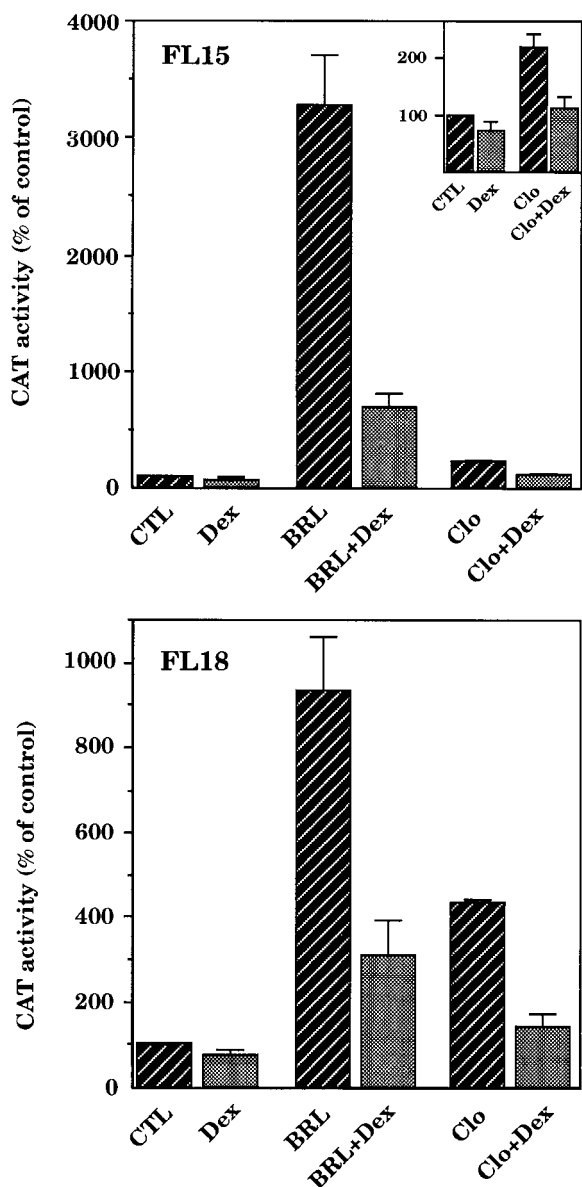 CAT activity (% of control)
4000
3000
2000
1000
0
FL15
200
100
CTL
Dex
Clo
Clo+Dex
CTL
Dex
BRL
BRL+Dex
Clo
Clo+Dex
CAT activity (% of control)
1000
800
600
400
200
0
FL18
CTL
Dex
BRL
BRL+Dex
Clo
Clo+Dex